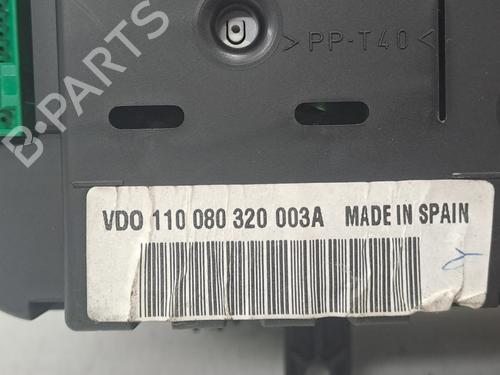 B-PARTS
>PP-T40<
VDO 110 080 320 003A MADE IN SPAIN